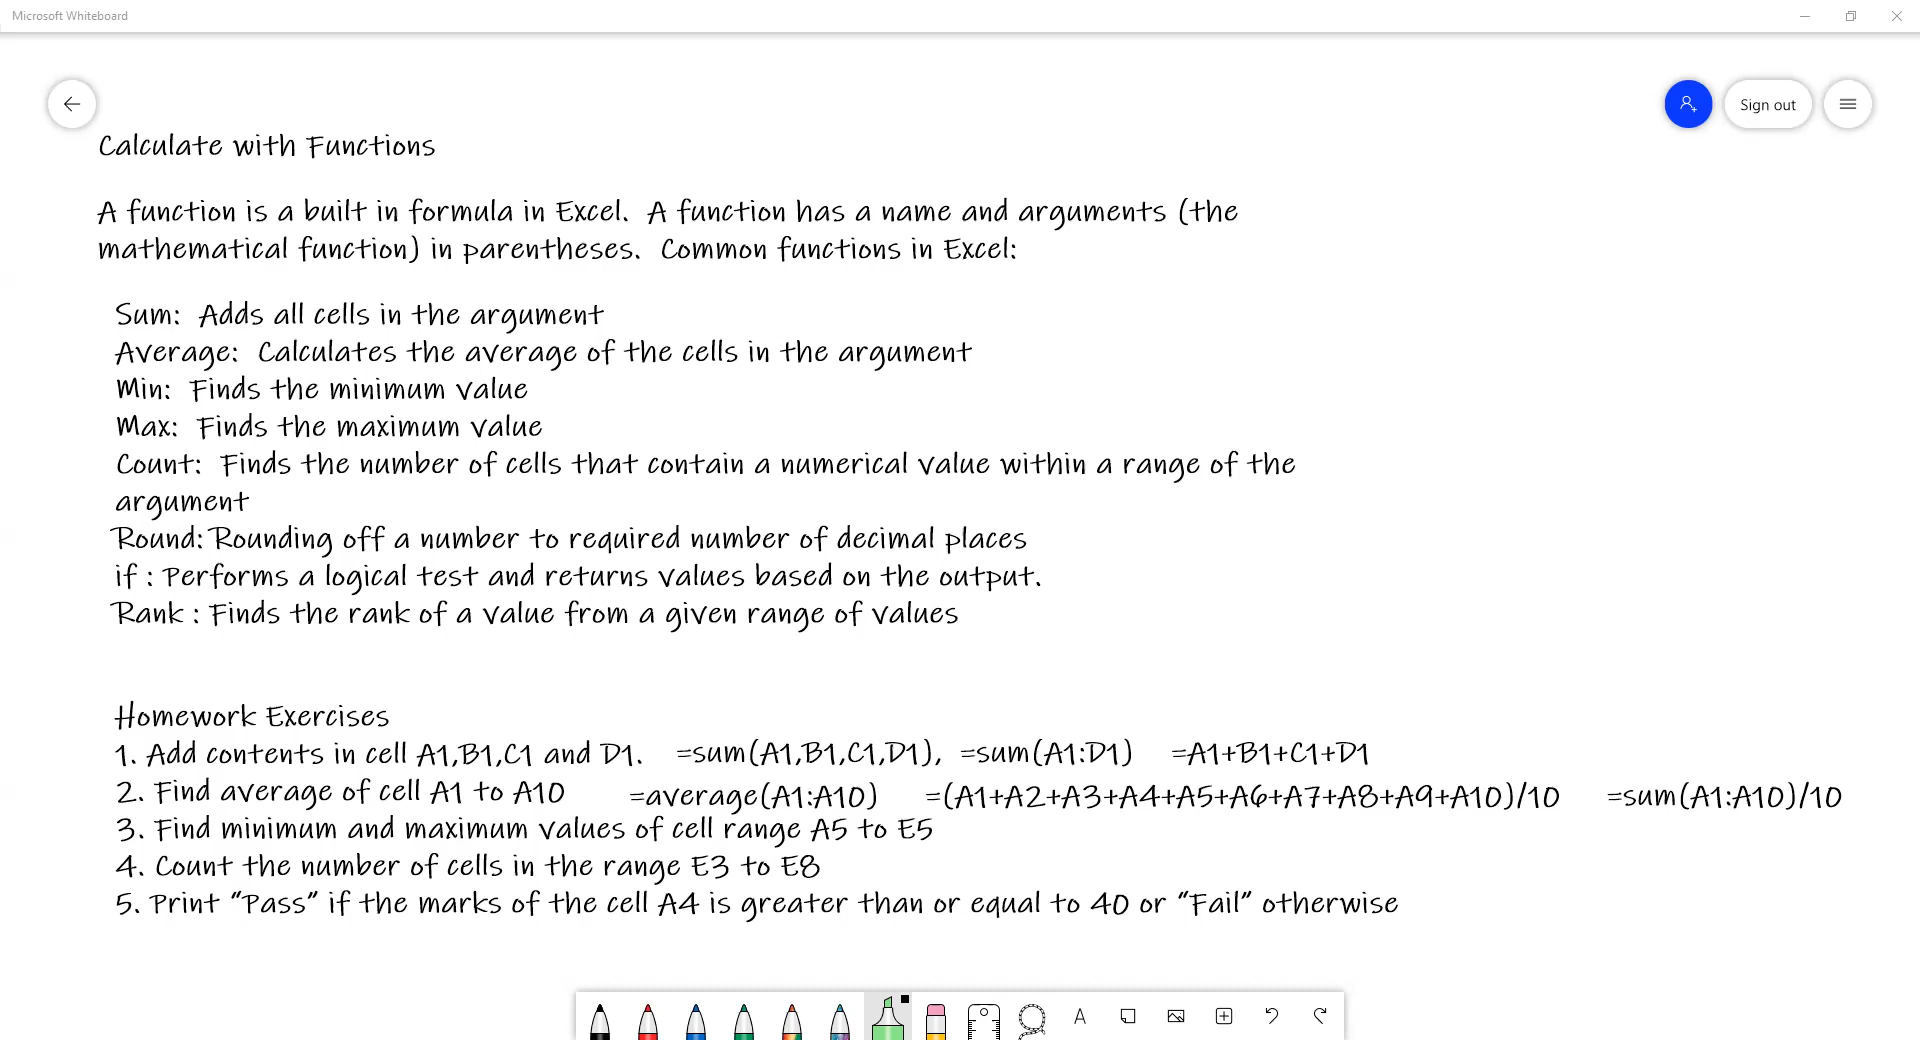 Microsoft Whiteboard
Sign out
Calculate with Functions
A function is a built in formula in Excel.  A function has a name and arguments (the
mathematical function) in parentheses.  Common functions in Excel:
Sum:  Adds all cells in the argument
Average:  Calculates the average of the cells in the argument
Min:  Finds the minimum value
Max:  Finds the maximum value
Count:  Finds the number of cells that contain a numerical value within a range of the
argument
Round: Rounding off a number to required number of decimal places
if : Performs a logical test and returns values based on the output.
Rank : Finds the rank of a value from a given range of values
Homework Exercises
1. Add contents in cell A1,B1,C1 and D1.   =sum(A1,B1,C1,D1),  =sum(A1:D1)   =A1+B1+C1+D1
2. Find average of cell A1 to A10   =average(A1:A10)   =(A1+A2+A3+A4+A5+A6+A7+A8+A9+A10)/10   =sum(A1:A10)/10
3. Find minimum and maximum values of cell range A5 to E5
4. Count the number of cells in the range E3 to E8
5. Print “Pass” if the marks of the cell A4 is greater than or equal to 40 or “Fail” otherwise